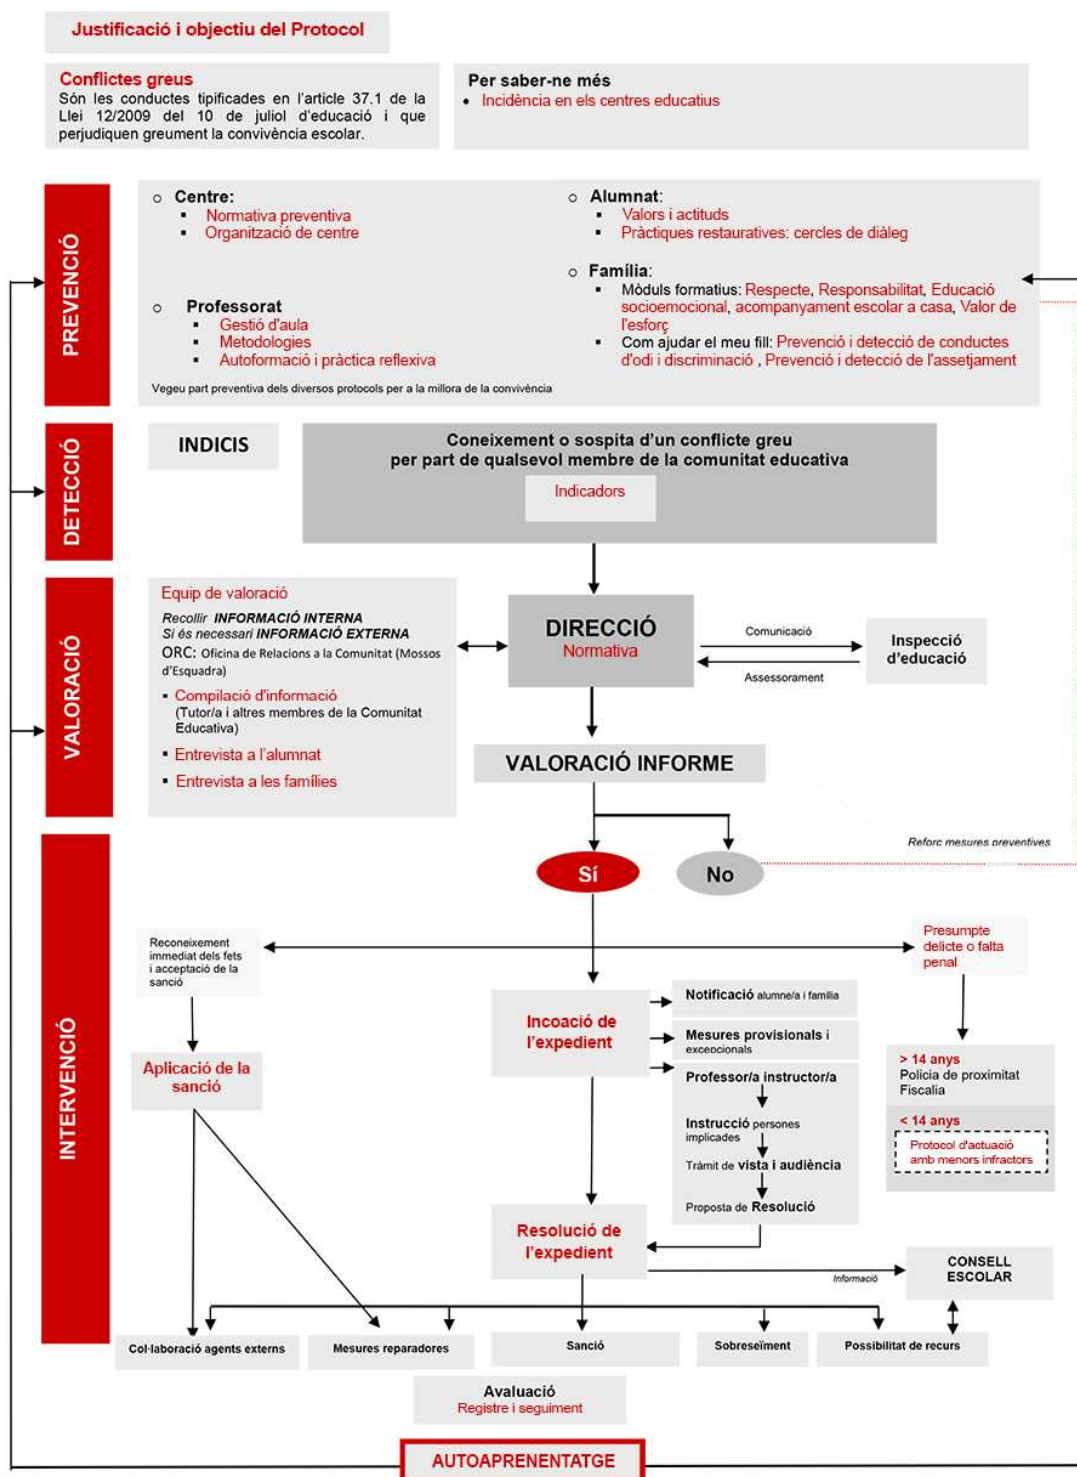 Justificació i objectiu del Protocol
Conflictes greus
Són les conductes tipificades en l'article 37.1 de la
Llei 12/2009 del 10 de juliol d'educació i que
perjudiquen greument la convivència escolar.
Per saber-ne més
• Incidència en els centres educatius
PREVENCIÓ
o Centre:
▪ Normativa preventiva
▪ Organització de centre
o Professorat
▪ Gestió d'aula
▪ Metodologies
▪ Autoformació i pràctica reflexiva
o Alumnat:
▪ Valors i actituds
▪ Pràctiques restauratives: cercles de diàleg
o Família:
▪ Mòduls formatius: Respecte, Responsabilitat, Educació
socioemocional, acompanyament escolar a casa, Valor de
l'esforç
▪ Com ajudar el meu fill: Prevenció i detecció de conductes
d'odi i discriminació , Prevenció i detecció de l'assetjament
Vegeu part preventiva dels diversos protocols per a la millora de la convivència
DETECCIÓ
INDICIS
Coneixement o sospita d'un conflicte greu
per part de qualsevol membre de la comunitat educativa
Indicadors
VALORACIÓ
Equip de valoració
Recollir INFORMACIÓ INTERNA
Si és necessari INFORMACIÓ EXTERNA
ORC: Oficina de Relacions a la Comunitat (Mossos
d'Esquadra)
▪ Compilació d'informació
(Tutor/a i altres membres de la Comunitat
Educativa)
▪ Entrevista a l'alumnat
▪ Entrevista a les famílies
DIRECCIÓ
Normativa
Comunicació
Assessorament
Inspecció
d'educació
VALORACIÓ INFORME
Reforç mesures preventives
Sí
No
INTERVENCIÓ
Reconeixement
immediat dels fets
i acceptació de la
sanció
Aplicació de la
sanció
Incoació de
l'expedient
Notificació alumne/a i família
Mesures provisionals i
excepcionals
Professor/a instructor/a
Instrucció persones
implicades
Tràmit de vista i audiència
Proposta de Resolució
Presumpte
delicte o falta
penal
> 14 anys
Policia de proximitat
Fiscalia
< 14 anys
Protocol d'actuació
amb menors infractors
Resolució de
l'expedient
Informació
CONSELL
ESCOLAR
Col·laboració agents externs
Mesures reparadores
Sanció
Sobreseïment
Possibilitat de recurs
Avaluació
Registre i seguiment
AUTOAPRENENTATGE